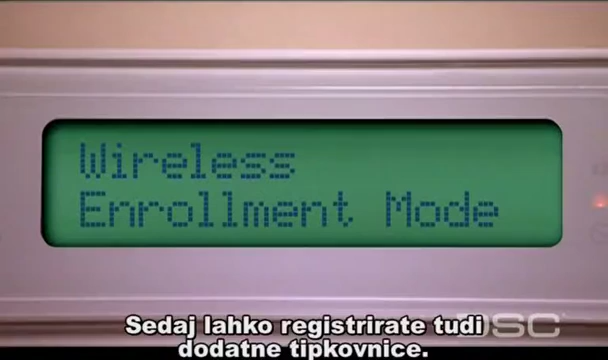 Wireless
Enrollment Mode
DSC
Sedaj lahko registrirate tudi
dodatne tipkovnice.